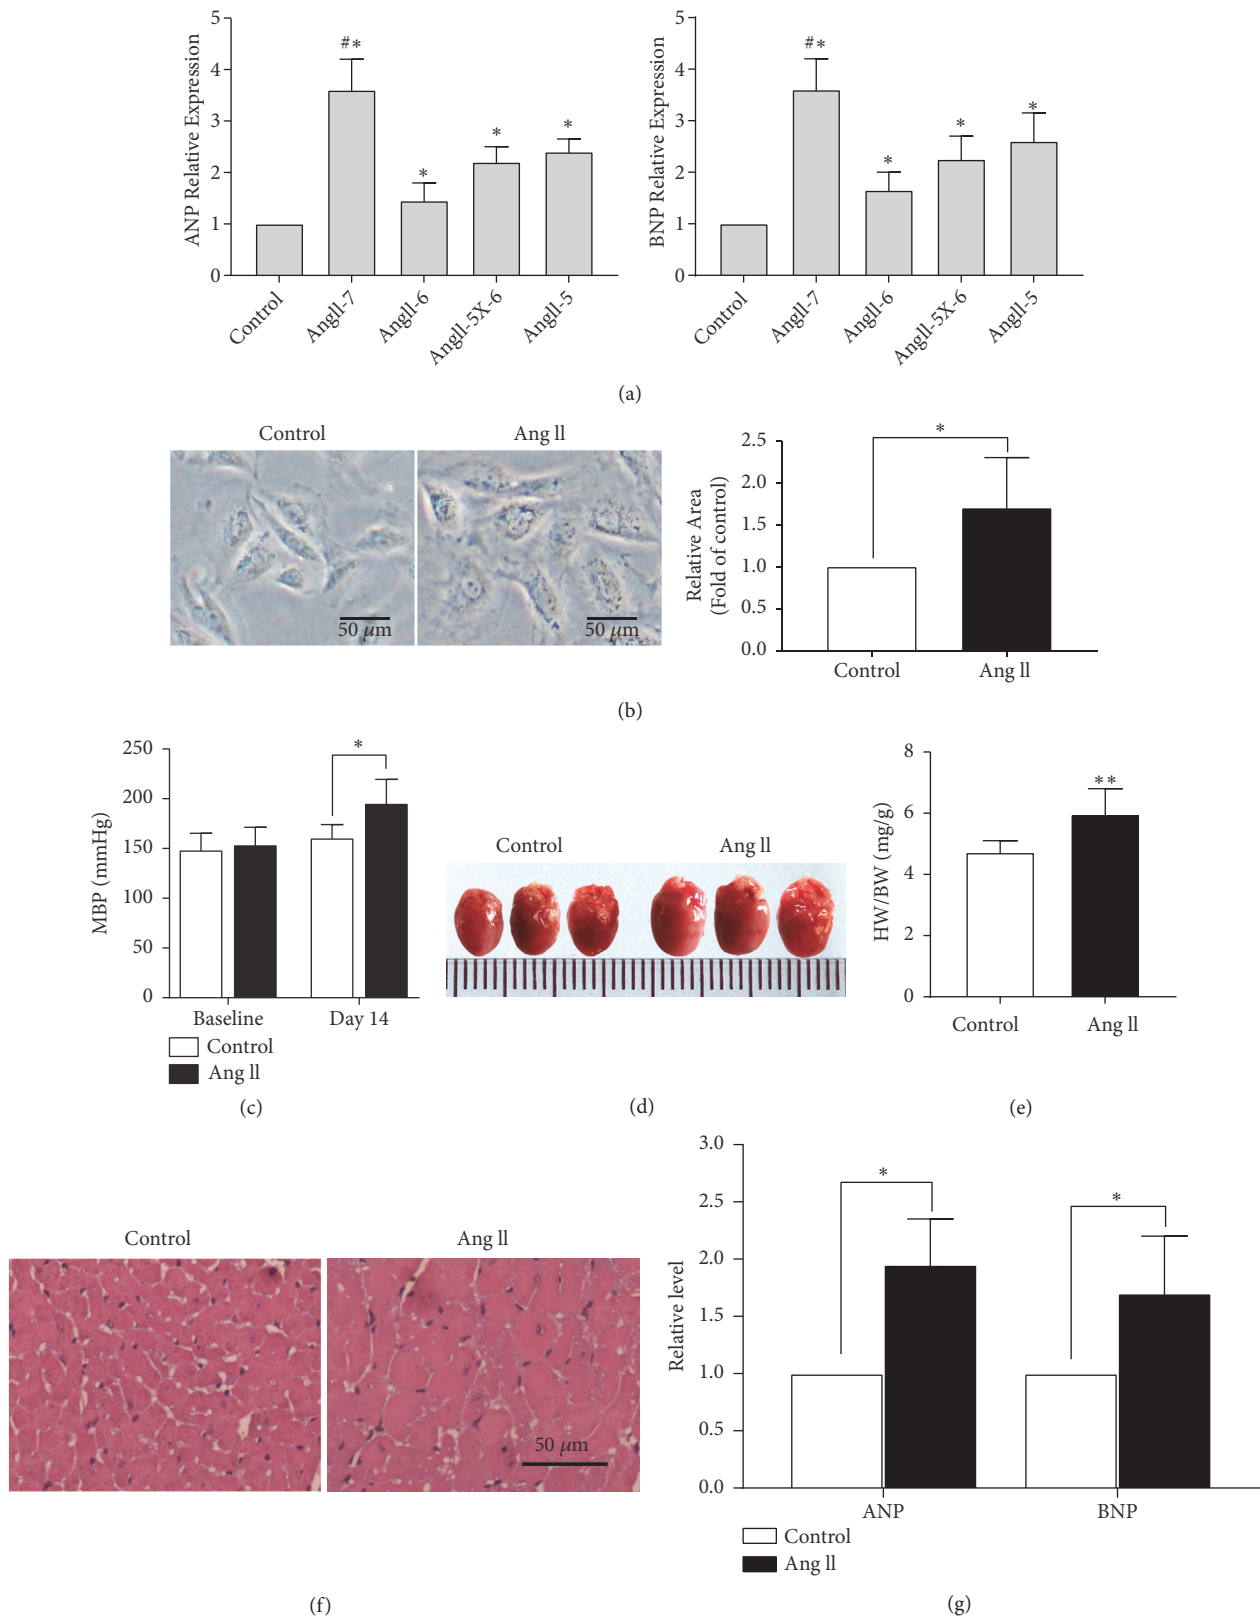 5
4
3
2
1
0
ANP Relative Expression
#*
*
*
*
Control
AngII-7
AngII-6
AngII-5X-6
AngII-5
5
4
3
2
1
0
BNP Relative Expression
#*
*
*
*
Control
AngII-7
AngII-6
AngII-5X-6
AngII-5
(a)
Control
Ang II
50 μm
50 μm
2.5
2.0
1.5
1.0
0.5
0.0
Relative Area
(Fold of control)
*
Control
Ang II
(b)
250
200
150
100
50
0
MBP (mmHg)
*
Baseline
Day 14
Control
Ang II
(c)
Control
Ang II
(d)
8
6
4
2
0
HW/BW (mg/g)
**
Control
Ang II
(e)
Control
Ang II
50 μm
(f)
3.0
2.5
2.0
1.5
1.0
0.5
0.0
Relative level
*
*
ANP
BNP
Control
Ang II
(g)